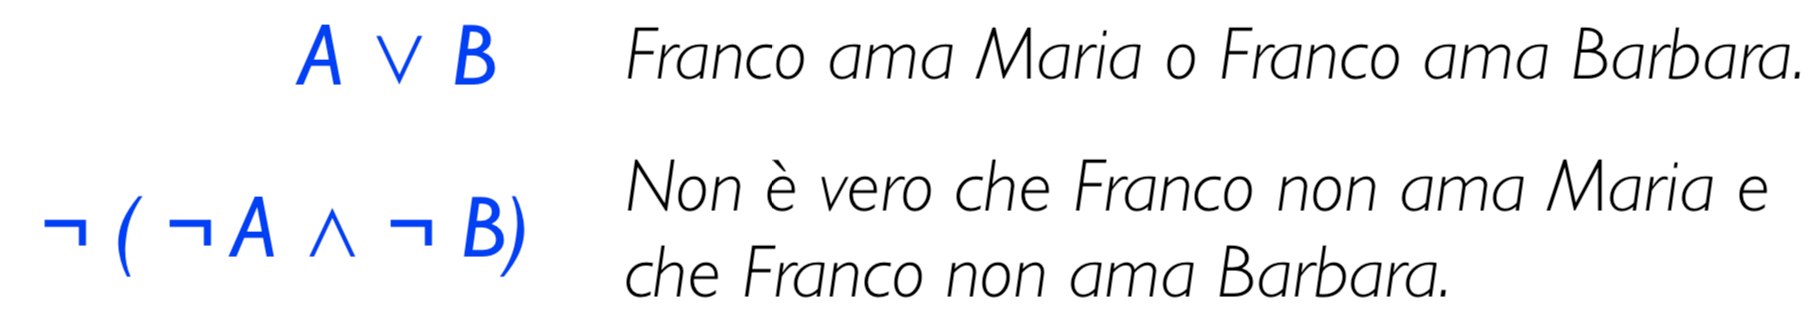 A ∨ B Franco ama Maria o Franco ama Barbara.
¬ ( ¬ A ∧ ¬ B) Non è vero che Franco non ama Maria e
che Franco non ama Barbara.